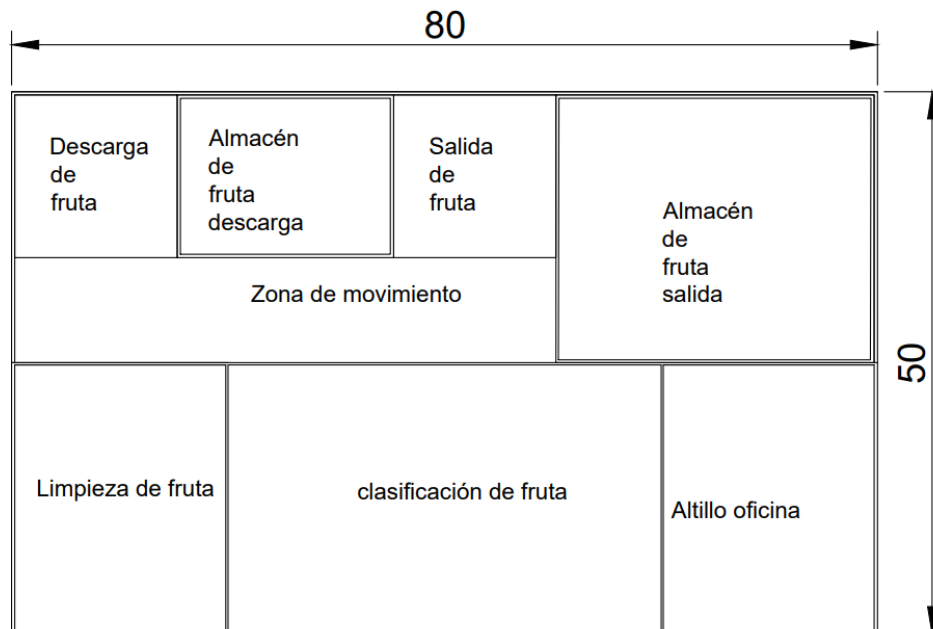 80
Descarga
de
fruta
Almacén
de
fruta
descarga
Salida
de
fruta
Almacén
de
fruta
salida
Zona de movimiento
50
Limpieza de fruta
clasificación de fruta
Altillo oficina